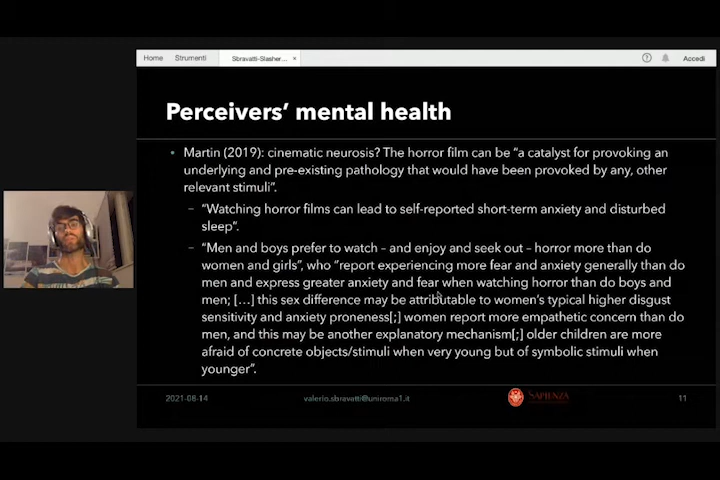 Home Strumenti Sbravatti-Slasher... × Accedi
Perceivers' mental health
• Martin (2019): cinematic neurosis? The horror film can be "a catalyst for provoking an
underlying and pre-existing pathology that would have been provoked by any, other
relevant stimuli".
– "Watching horror films can lead to self-reported short-term anxiety and disturbed
sleep".
– "Men and boys prefer to watch – and enjoy and seek out – horror more than do
women and girls", who "report experiencing more fear and anxiety generally than do
men and express greater anxiety and fear when watching horror than do boys and
men; [...] this sex difference may be attributable to women's typical higher disgust
sensitivity and anxiety proneness[;] women report more empathetic concern than do
men, and this may be another explanatory mechanism[;] older children are more
afraid of concrete objects/stimuli when very young but of symbolic stimuli when
younger".
2021-08-14 valerio.sbravatti@uniroma1.it SAPIENZA 11